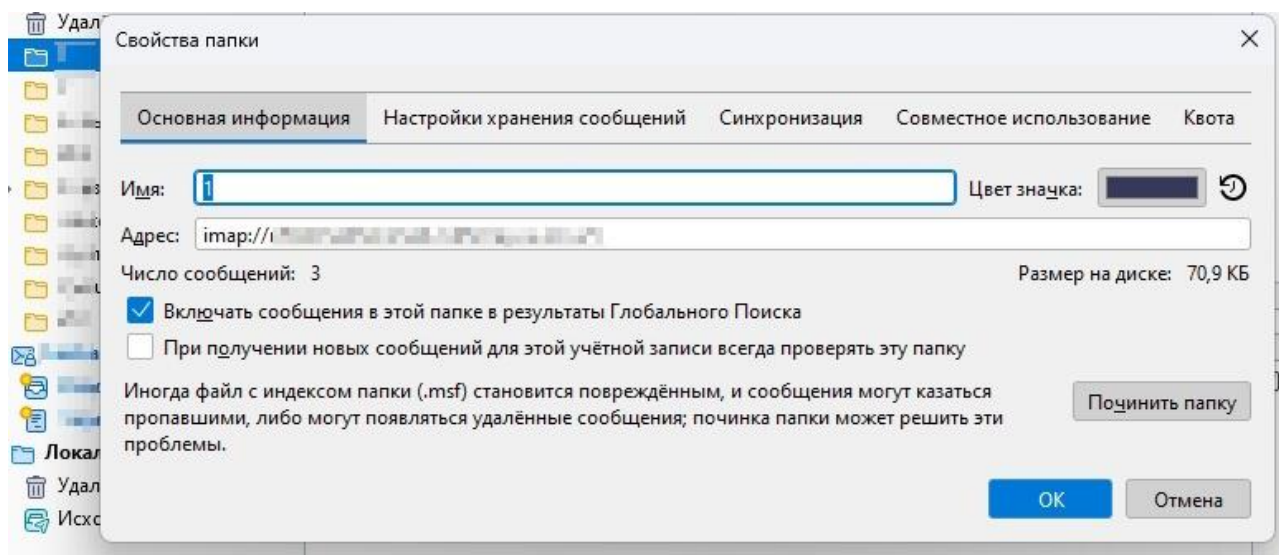 Удал
Свойства папки
Основная информация Настройки хранения сообщений Синхронизация Совместное использование Квота
Имя: 1 Цвет значка:
Адрес: imap://
Число сообщений: 3 Размер на диске: 70,9 КБ
Включать сообщения в этой папке в результаты Глобального Поиска
При получении новых сообщений для этой учётной записи всегда проверять эту папку
Иногда файл с индексом папки (.msf) становится повреждённым, и сообщения могут казаться
пропавшими, либо могут появляться удалённые сообщения; починка папки может решить эти
проблемы.
Починить папку
Локал
Удал
ОК Отмена
Исхо